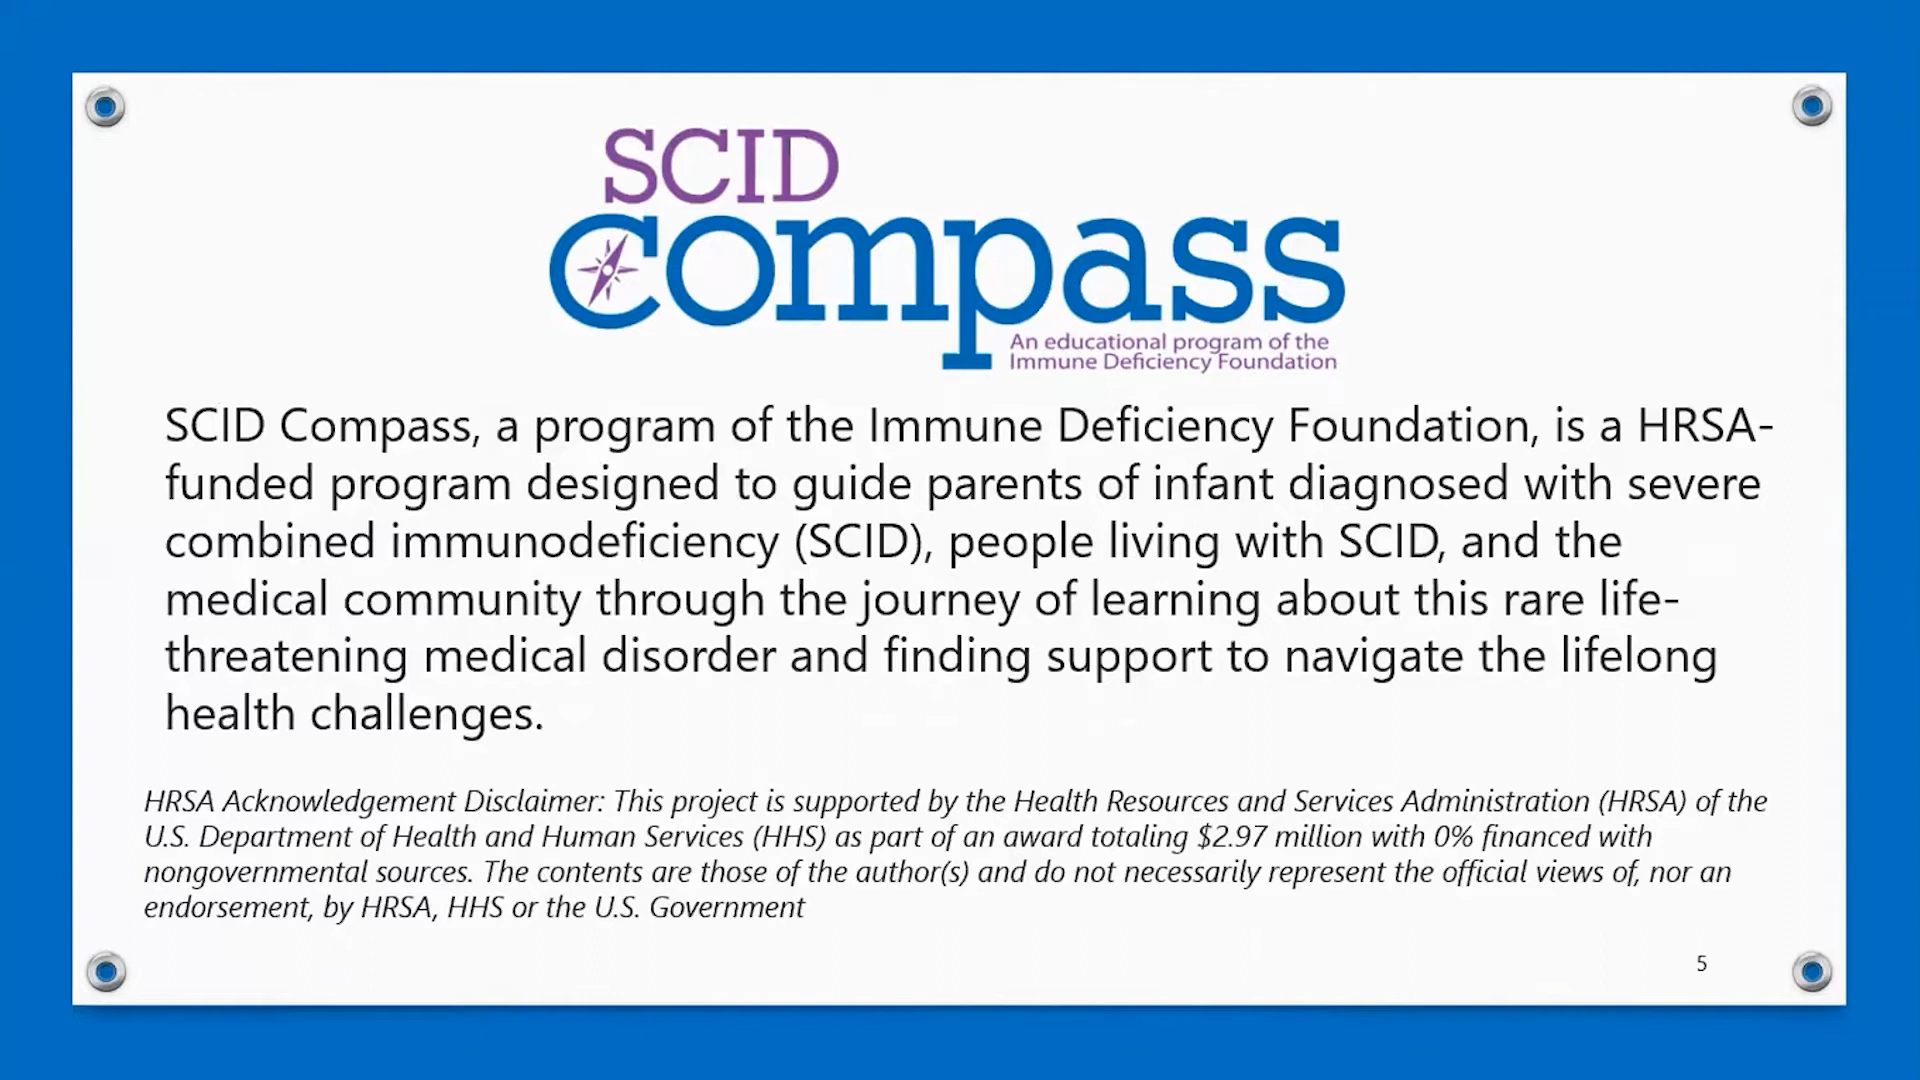 SCID
Compass
An educational program of the
Immune Deficiency Foundation
SCID Compass, a program of the Immune Deficiency Foundation, is a HRSA-
funded program designed to guide parents of infant diagnosed with severe
combined immunodeficiency (SCID), people living with SCID, and the
medical community through the journey of learning about this rare life-
threatening medical disorder and finding support to navigate the lifelong
health challenges.
HRSA Acknowledgement Disclaimer: This project is supported by the Health Resources and Services Administration (HRSA) of the
U.S. Department of Health and Human Services (HHS) as part of an award totaling $2.97 million with 0% financed with
nongovernmental sources. The contents are those of the author(s) and do not necessarily represent the official views of, nor an
endorsement, by HRSA, HHS or the U.S. Government
5